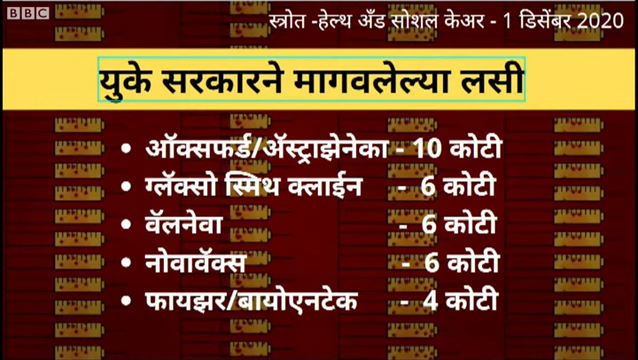 BBC
स्त्रोत -हेल्थ अँड सोशल केअर - 1 डिसेंबर 2020
युके सरकारने मागवलेल्या लसी
• ऑक्सफर्ड/ॲस्ट्राझेनेका - 10 कोटी
• ग्लॅक्सो स्मिथ क्लाईन - 6 कोटी
• वॅलनेवा - 6 कोटी
• नोवावॅक्स - 6 कोटी
• फायझर/बायोएनटेक - 4 कोटी